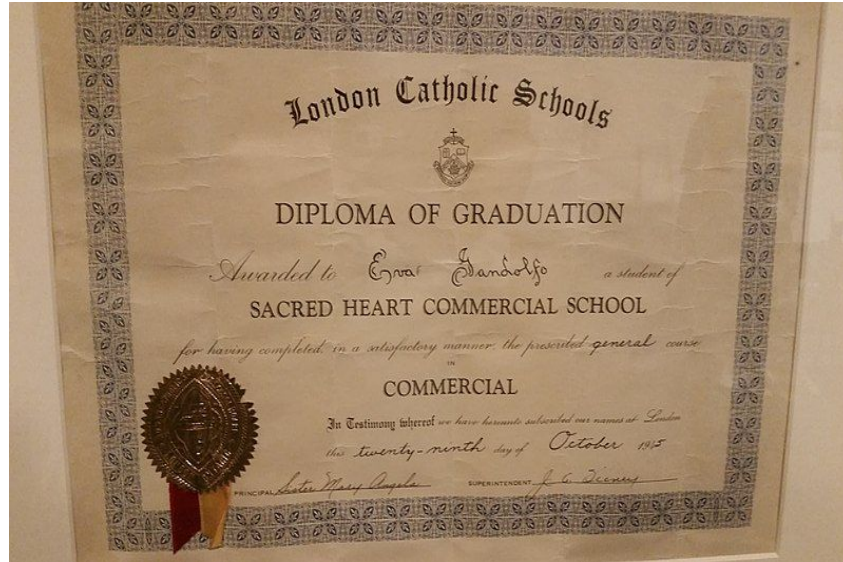 London Catholic Schools
DIPLOMA OF GRADUATION
Awarded to Eva Gandolfo a student of
SACRED HEART COMMERCIAL SCHOOL
for having completed, in a satisfactory manner, the prescribed general course
IN
COMMERCIAL
In Testimony whereof we have hereunto subscribed our names at London
this twenty-ninth day of October 19
PRINCIPAL Sister Mary Angela SUPERINTENDENT J. C.